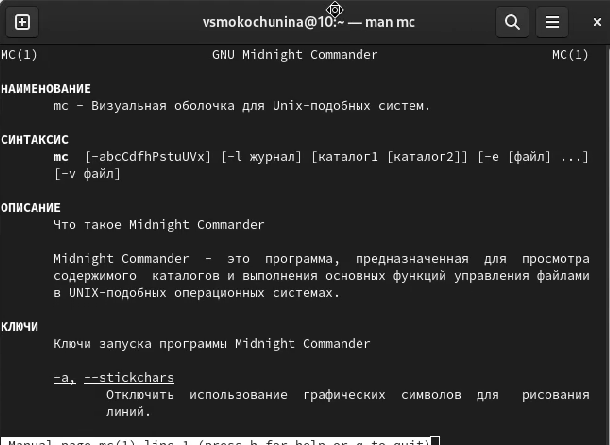 vsmokochunina@10:~ — man mc
MC(1) GNU Midnight Commander MC(1)
НАИМЕНОВАНИЕ
mc - Визуальная оболочка для Unix-подобных систем.
СИНТАКСИС
mc [-abcCdfhPstuUVx] [-l журнал] [каталог1 [каталог2]] [-e [файл] ...]
[-v файл]
ОПИСАНИЕ
Что такое Midnight Commander
Midnight Commander - это программа, предназначенная для просмотра
содержимого каталогов и выполнения основных функций управления файлами
в UNIX-подобных операционных системах.
КЛЮЧИ
Ключи запуска программы Midnight Commander
-a, --stickchars
Отключить использование графических символов для рисования
линий.
Manual page mc(1) line 1 (press h for help or q to quit)